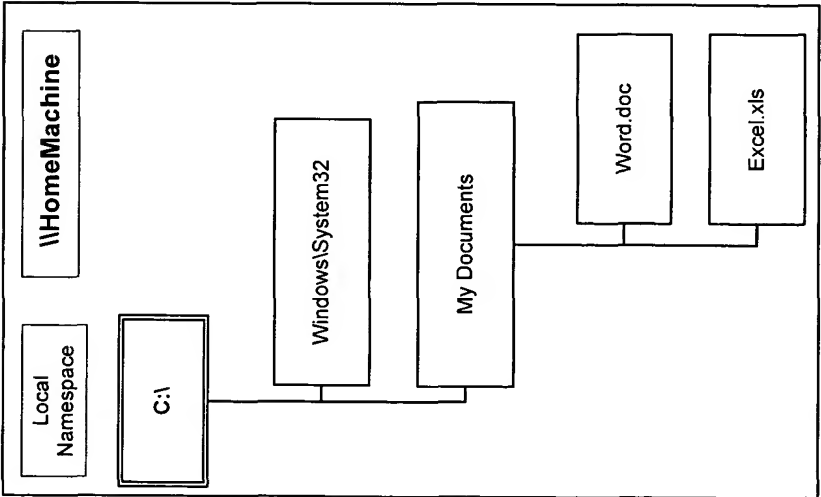 Local
Namespace
\\HomeMachine
C:\
Windows\System32
My Documents
Word.doc
Excel.xls